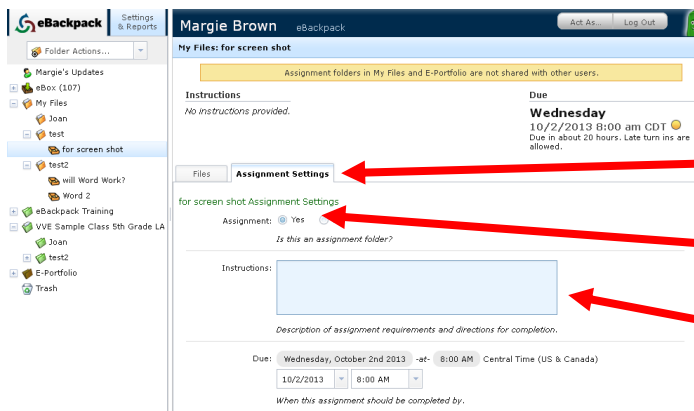 eBackpack
Settings & Reports
Margie Brown eBackpack
Act As... Log Out
Folder Actions...
My Files: for screen shot
Margie's Updates
eBox (107)
My Files
Joan
test
for screen shot
test2
will Word Work?
Word 2
eBackpack Training
VVE Sample Class 5th Grade LA
Joan
test2
E-Portfolio
Trash
Assignment folders in My Files and E-Portfolio are not shared with other users.
Instructions
No instructions provided.
Due
Wednesday
10/2/2013 8:00 am CDT
Due in about 20 hours. Late turn ins are
allowed.
Files Assignment Settings
for screen shot Assignment Settings
Assignment: Yes
Is this an assignment folder?
Instructions:
Description of assignment requirements and directions for completion.
Due: Wednesday, October 2nd 2013 -at- 8:00 AM Central Time (US & Canada)
10/2/2013 8:00 AM
When this assignment should be completed by.